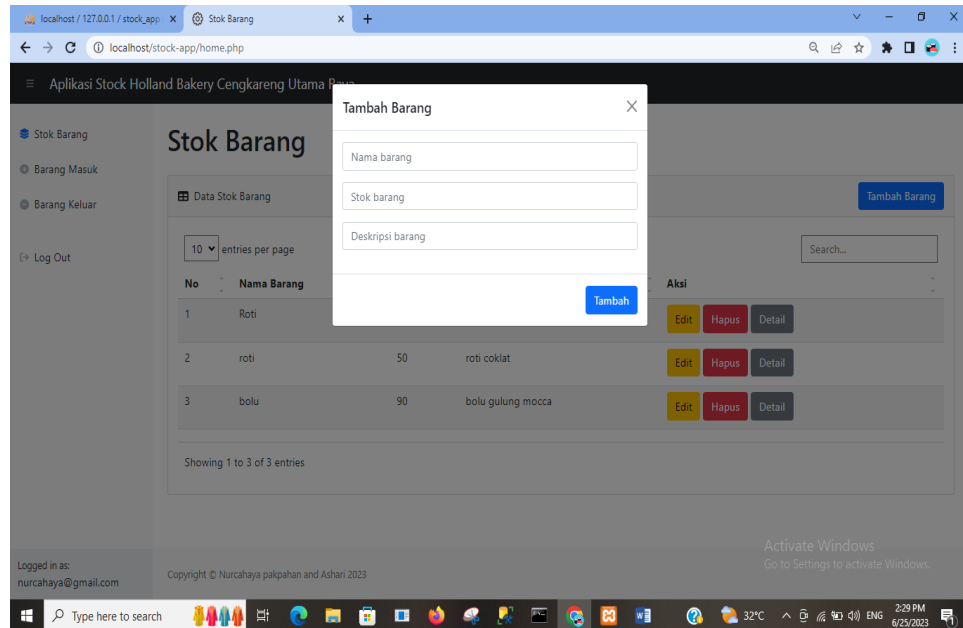 localhost / 127.0.0.1 / stock_app
Stok Barang
localhost/stock-app/home.php
Aplikasi Stock Holland Bakery Cengkareng Utama Raya
Stok Barang
Barang Masuk
Barang Keluar
Log Out
Logged in as:
nurcahaya@gmail.com
Stok Barang
Data Stok Barang
Tambah Barang
10 entries per page
Search...
No Nama Barang Aksi
1 Roti Edit Hapus Detail
2 roti 50 roti coklat Edit Hapus Detail
3 bolu 90 bolu gulung mocca Edit Hapus Detail
Showing 1 to 3 of 3 entries
Copyright © Nurcahaya pakpahan and Ashari 2023
Tambah Barang
Nama barang
Stok barang
Deskripsi barang
Tambah
Activate Windows
Go to Settings to activate Windows.
Type here to search
32°C
ENG
2:29 PM
6/25/2023